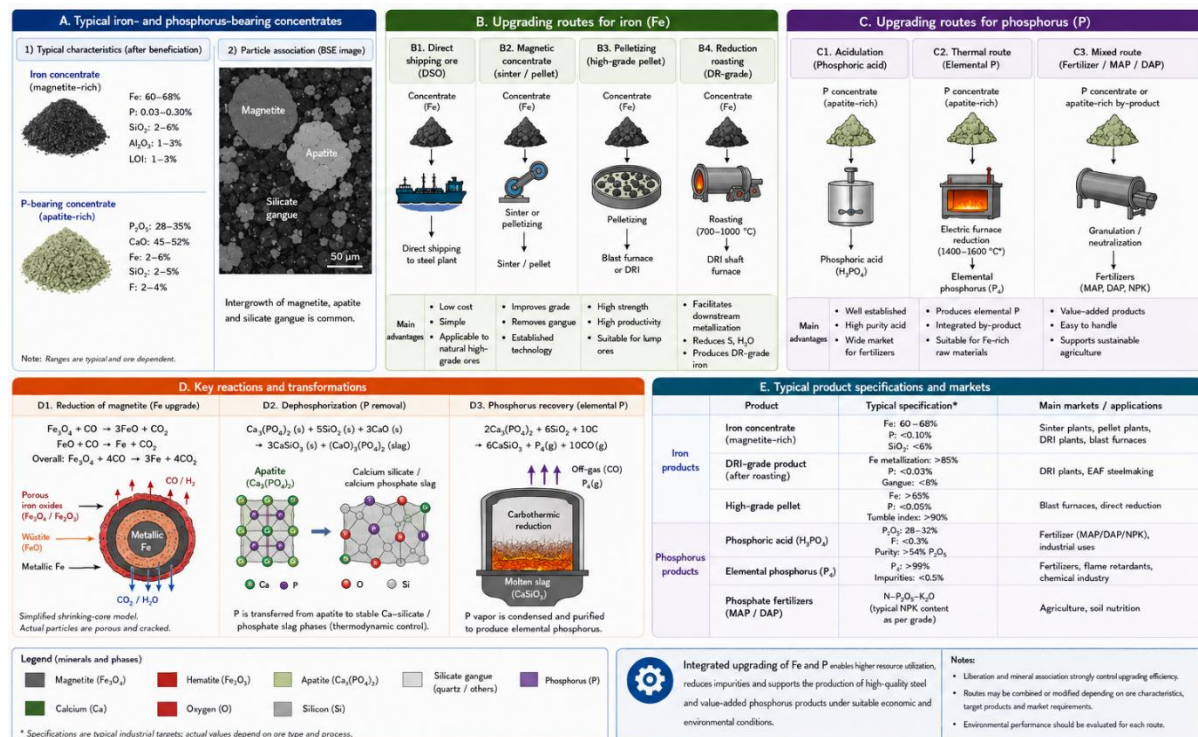 A. Typical iron- and phosphorus-bearing concentrates
1) Typical characteristics (after beneficiation)
Iron concentrate
(magnetite-rich)
Fe: 60–68%
P: 0.03–0.30%
SiO₂: 2–6%
Al₂O₃: 1–3%
LOI: 1–3%
P-bearing concentrate
(apatite-rich)
P₂O₅: 28–35%
CaO: 45–52%
Fe: 2–6%
SiO₂: 2–5%
F: 2–4%
Note: Ranges are typical and ore dependent.
2) Particle association (BSE image)
Magnetite
Apatite
Silicate
gangue
50 μm
Intergrowth of magnetite, apatite
and silicate gangue is common.
B. Upgrading routes for iron (Fe)
B1. Direct
shipping ore
(DSO)
Concentrate
(Fe)
Direct shipping
to steel plant
B2. Magnetic
concentrate
(sinter / pellet)
Concentrate
(Fe)
Sinter or
pelletizing
Sinter / pellet
B3. Pelletizing
(high-grade pellet)
Concentrate
(Fe)
Pelletizing
Blast furnace
or DRI
B4. Reduction
roasting
(DR-grade)
Concentrate
(Fe)
Roasting
(700–1000 °C)
DRI shaft
furnace
Main
advantages
• Low cost
• Simple
• Applicable to
natural high-
grade ores
• Improves grade
• Removes gangue
• Established
technology
• High strength
• High productivity
• Suitable for lump
ores
• Facilitates
downstream
metallization
• Reduces S, H₂O
• Produces DR-grade
iron
C. Upgrading routes for phosphorus (P)
C1. Acidulation
(Phosphoric acid)
P concentrate
(apatite-rich)
Phosphoric acid
(H₃PO₄)
C2. Thermal route
(Elemental P)
P concentrate
(apatite-rich)
Electric furnace
reduction
(1400–1600 °C*)
Elemental
phosphorus (P₄)
C3. Mixed route
(Fertilizer / MAP / DAP)
P concentrate or
apatite-rich by-product
Granulation /
neutralization
Fertilizers
(MAP, DAP, NPK)
Main
advantages
• Well established
• High purity acid
• Wide market
for fertilizers
• Produces elemental P
• Integrated by-product
• Suitable for Fe-rich
raw materials
• Value-added products
• Easy to handle
• Supports sustainable
agriculture
D. Key reactions and transformations
D1. Reduction of magnetite (Fe upgrade)
Fe₃O₄ + CO → 3FeO + CO₂
FeO + CO → Fe + CO₂
Overall: Fe₃O₄ + 4CO → 3Fe + 4CO₂
CO / H₂
Porous
iron oxides
(Fe₃O₄ / Fe₂O₃)
Wüstite
(FeO)
Metallic Fe
Metallic
Fe
CO₂ / H₂O
Simplified shrinking-core model.
Actual particles are porous and cracked.
D2. Dephosphorization (P removal)
Ca₃(PO₄)₂ (s) + 5SiO₂ (s) + 3CaO (s)
→ 3CaSiO₃ (s) + (CaO)₃(PO₄)₂ (slag)
Apatite
(Ca₃(PO₄)₂)
Calcium silicate /
calcium phosphate slag
Ca
P
O
Si
P is transferred from apatite to stable Ca–silicate /
phosphate slag phases (thermodynamic control).
D3. Phosphorus recovery (elemental P)
2Ca₃(PO₄)₂ + 6SiO₂ + 10C
→ 6CaSiO₃ + P₄(g) + 10CO(g)
Off-gas (CO)
P₄(g)
Carbothermic
reduction
Molten slag
(CaSiO₃)
P vapor is condensed and purified
to produce elemental phosphorus.
E. Typical product specifications and markets
Product
Typical specification*
Main markets / applications
Iron
products
Iron concentrate
(magnetite-rich)
Fe: 60–68%
P: <0.10%
SiO₂: <6%
Sinter plants, pellet plants,
DRI plants, blast furnaces
DRI-grade product
(after roasting)
Fe metallization: >85%
P: <0.03%
Gangue: <8%
DRI plants, EAF steelmaking
High-grade pellet
Fe: >65%
P: <0.05%
Tumble index: >90%
Blast furnaces, direct reduction
Phosphorus
products
Phosphoric acid (H₃PO₄)
P₂O₅: 28–32%
F: <0.3%
Purity: >54% P₂O₅
Fertilizer (MAP/DAP/NPK),
industrial uses
Elemental phosphorus (P₄)
P₄: >99%
Impurities: <0.5%
Fertilizers, flame retardants,
chemical industry
Phosphate fertilizers
(MAP / DAP)
N–P₂O₅–K₂O
(typical NPK content
as per grade)
Agriculture, soil nutrition
Legend (minerals and phases)
Magnetite (Fe₃O₄)
Hematite (Fe₂O₃)
Apatite (Ca₃(PO₄)₂)
Silicate gangue
(quartz / others)
Phosphorus (P)
Calcium (Ca)
Oxygen (O)
Silicon (Si)
* Specifications are typical industrial targets; actual values depend on ore type and process.
Integrated upgrading of Fe and P enables higher resource utilization,
reduces impurities and supports the production of high-quality steel
and value-added phosphorus products under suitable economic and
environmental conditions.
Notes:
• Liberation and mineral association strongly control upgrading efficiency.
• Routes may be combined or modified depending on ore characteristics,
target products and market requirements.
• Environmental performance should be evaluated for each route.